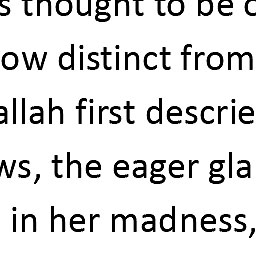 s thought to be c
ow distinct from
allah first descrie
ws, the eager gla
in her madness,